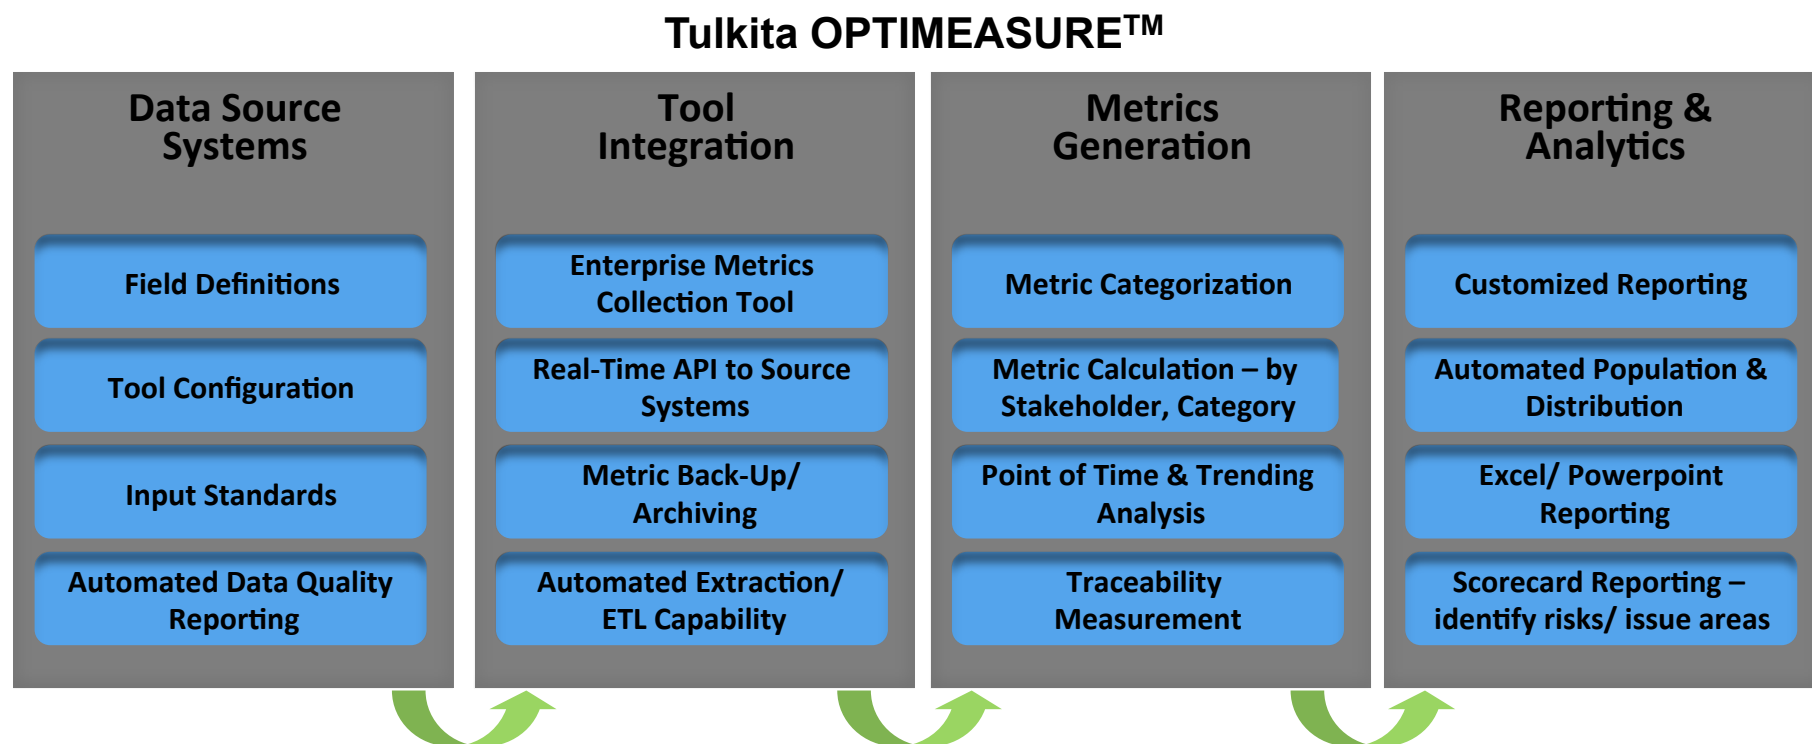 Tulkita OPTIMEASURE™
Data Source
Systems
Field Definitions
Tool Configuration
Input Standards
Automated Data Quality
Reporting
Tool
Integration
Enterprise Metrics
Collection Tool
Real-Time API to Source
Systems
Metric Back-Up/
Archiving
Automated Extraction/
ETL Capability
Metrics
Generation
Metric Categorization
Metric Calculation – by
Stakeholder, Category
Point of Time & Trending
Analysis
Traceability
Measurement
Reporting &
Analytics
Customized Reporting
Automated Population &
Distribution
Excel/ Powerpoint
Reporting
Scorecard Reporting –
identify risks/ issue areas